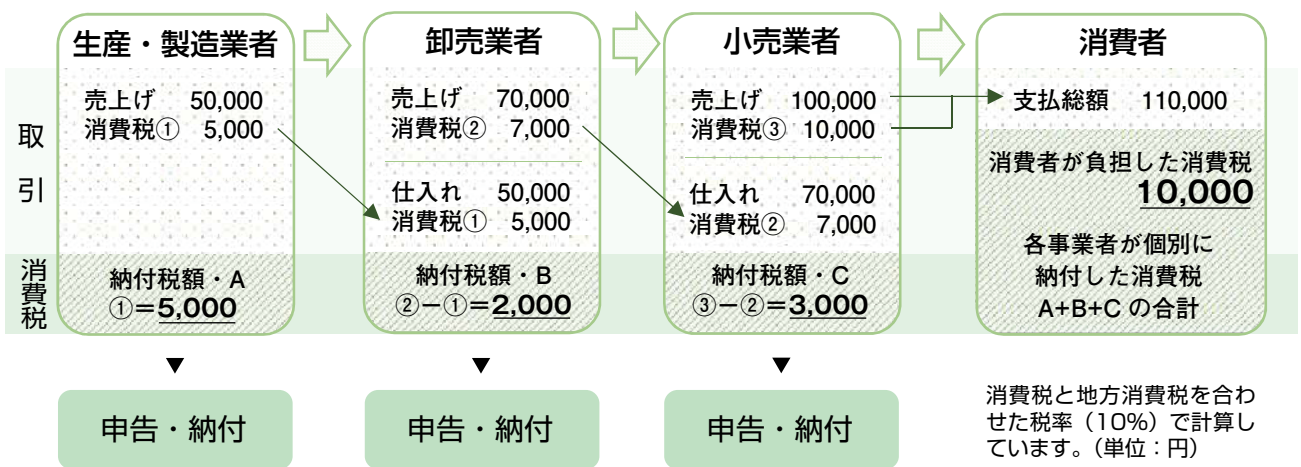 生産・製造業者
卸売業者
小売業者
消費者
取引
消費税
売上げ 50,000
消費税① 5,000
納付税額・A
①=5,000
売上げ 70,000
消費税② 7,000
仕入れ 50,000
消費税① 5,000
納付税額・B
②−①=2,000
売上げ 100,000
消費税③ 10,000
仕入れ 70,000
消費税② 7,000
納付税額・C
③−②=3,000
支払総額 110,000
消費者が負担した消費税
10,000
各事業者が個別に
納付した消費税
A+B+C の合計
申告・納付
申告・納付
申告・納付
消費税と地方消費税を合わ
せた税率（10%）で計算し
ています。（単位：円）